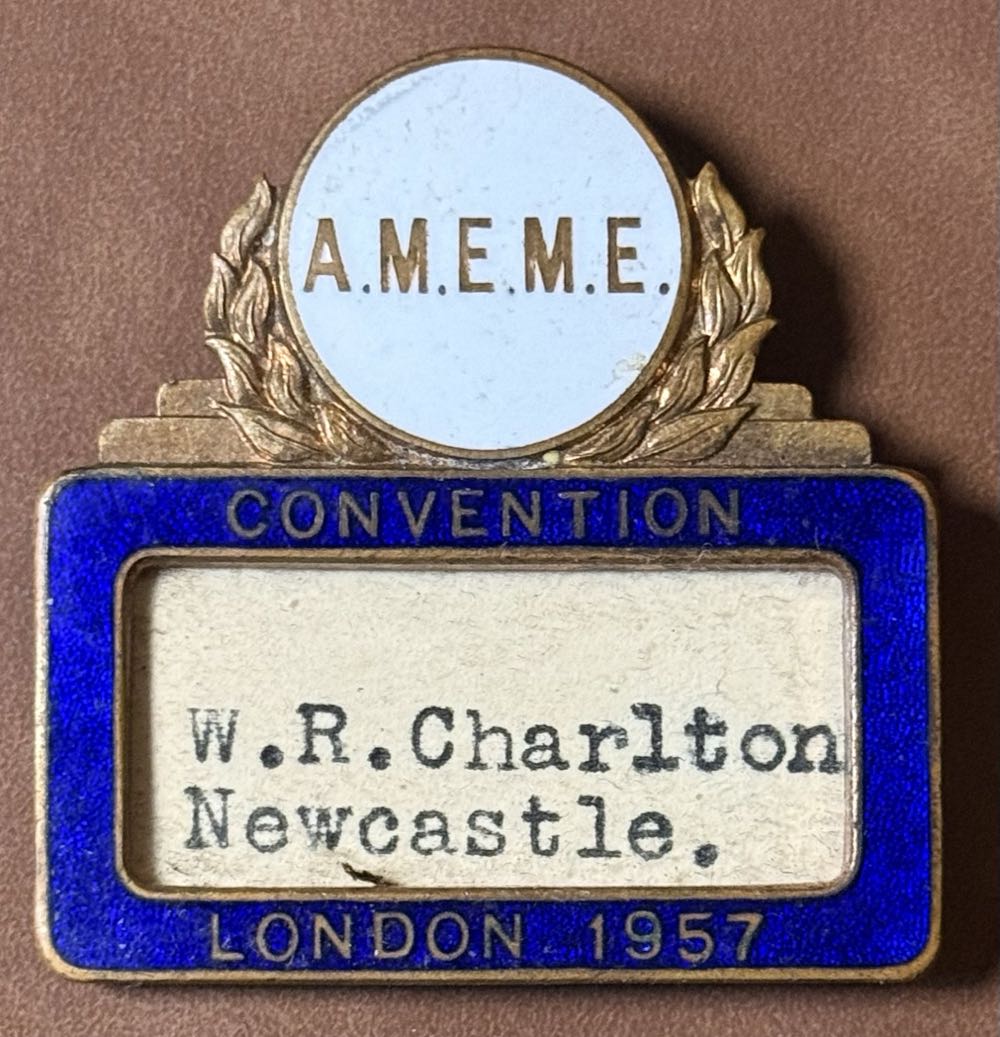 A.M.E.M.E.
CONVENTION
W.R.Charlton
Newcastle.
LONDON 1957